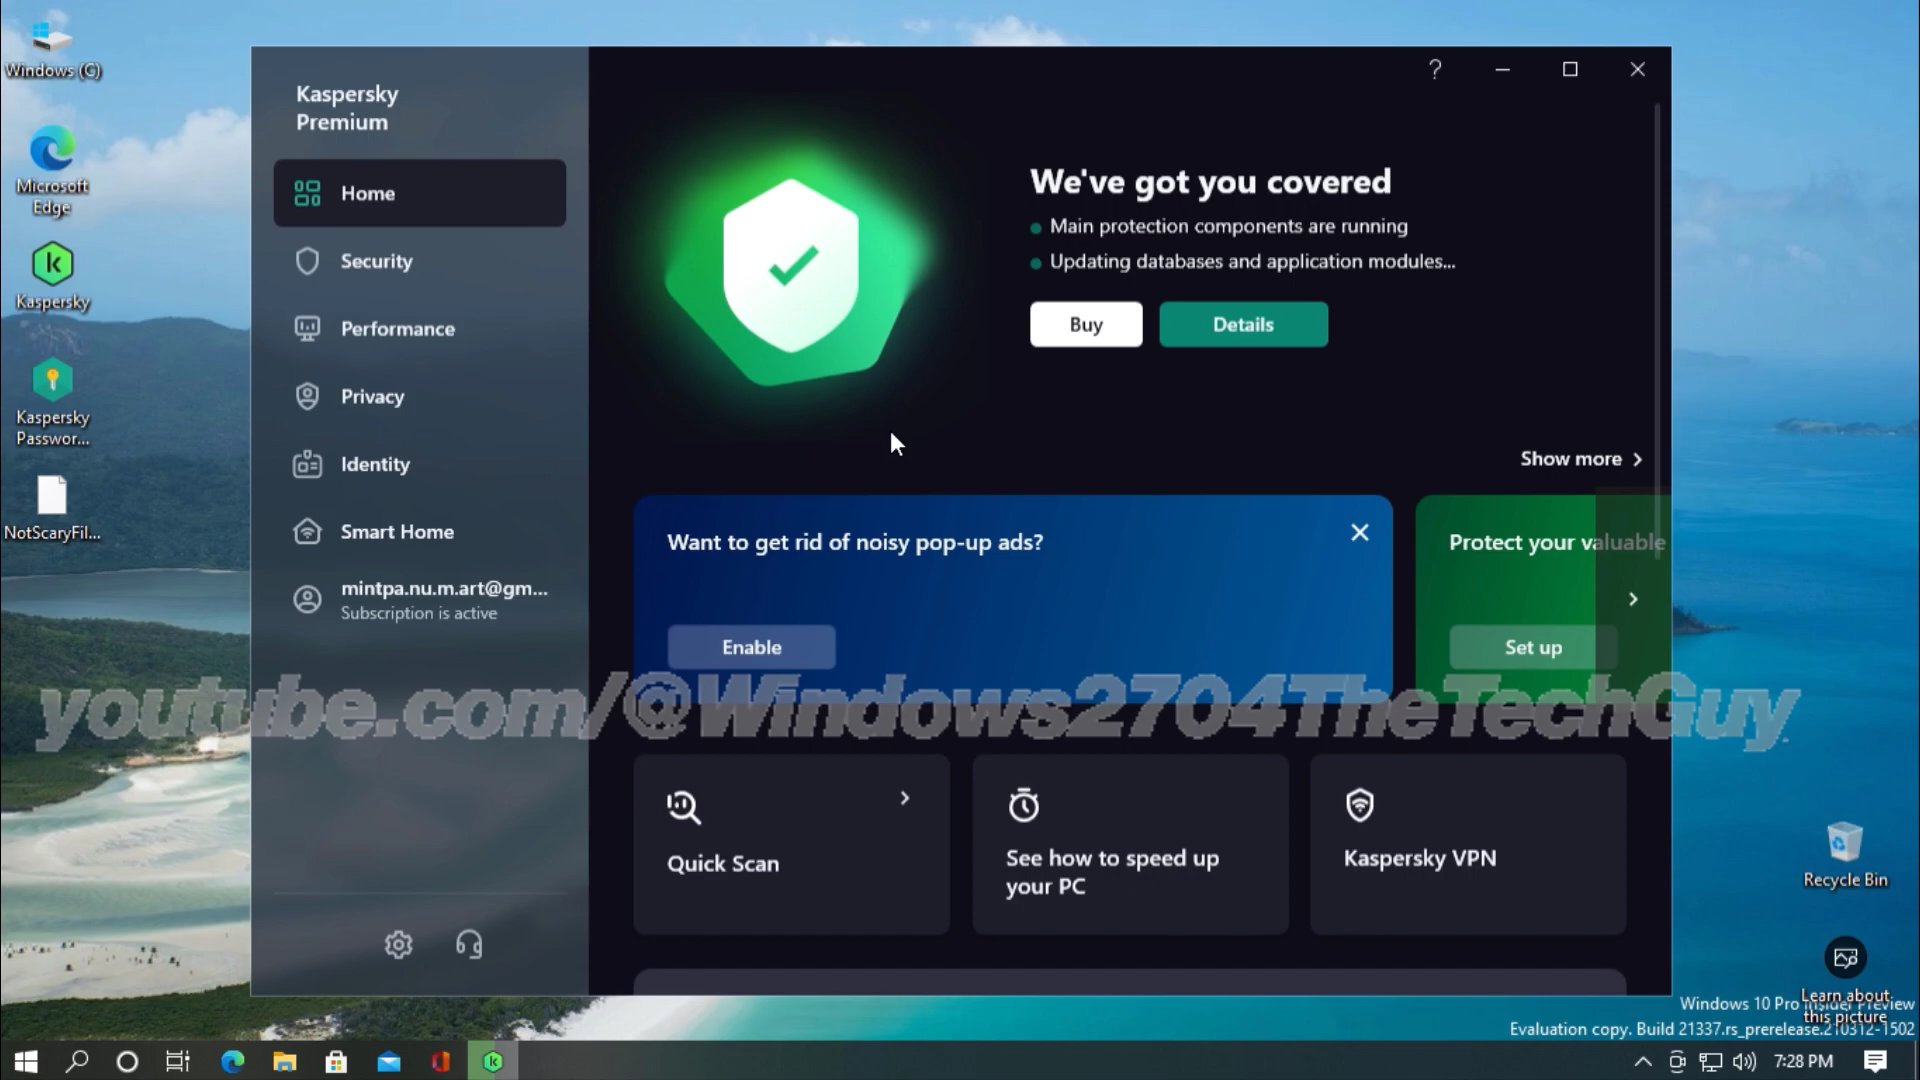 Windows (C)
Microsoft
Edge
Kaspersky
Kaspersky
Passwor...
NotScaryFil...
Kaspersky
Premium
Home
Security
Performance
Privacy
Identity
Smart Home
mintpa.nu.m.art@gm...
Subscription is active
?
We've got you covered
Main protection components are running
Updating databases and application modules...
Buy
Details
Show more
Want to get rid of noisy pop-up ads?
Enable
Protect your valuable
Set up
youtube.com/@Windows2704TheTechGuy
Quick Scan
See how to speed up
your PC
Kaspersky VPN
Recycle Bin
Learn about
this picture
Windows 10 Pro Insider Preview
Evaluation copy. Build 21337.rs_prerelease.210312-1502
7:28 PM